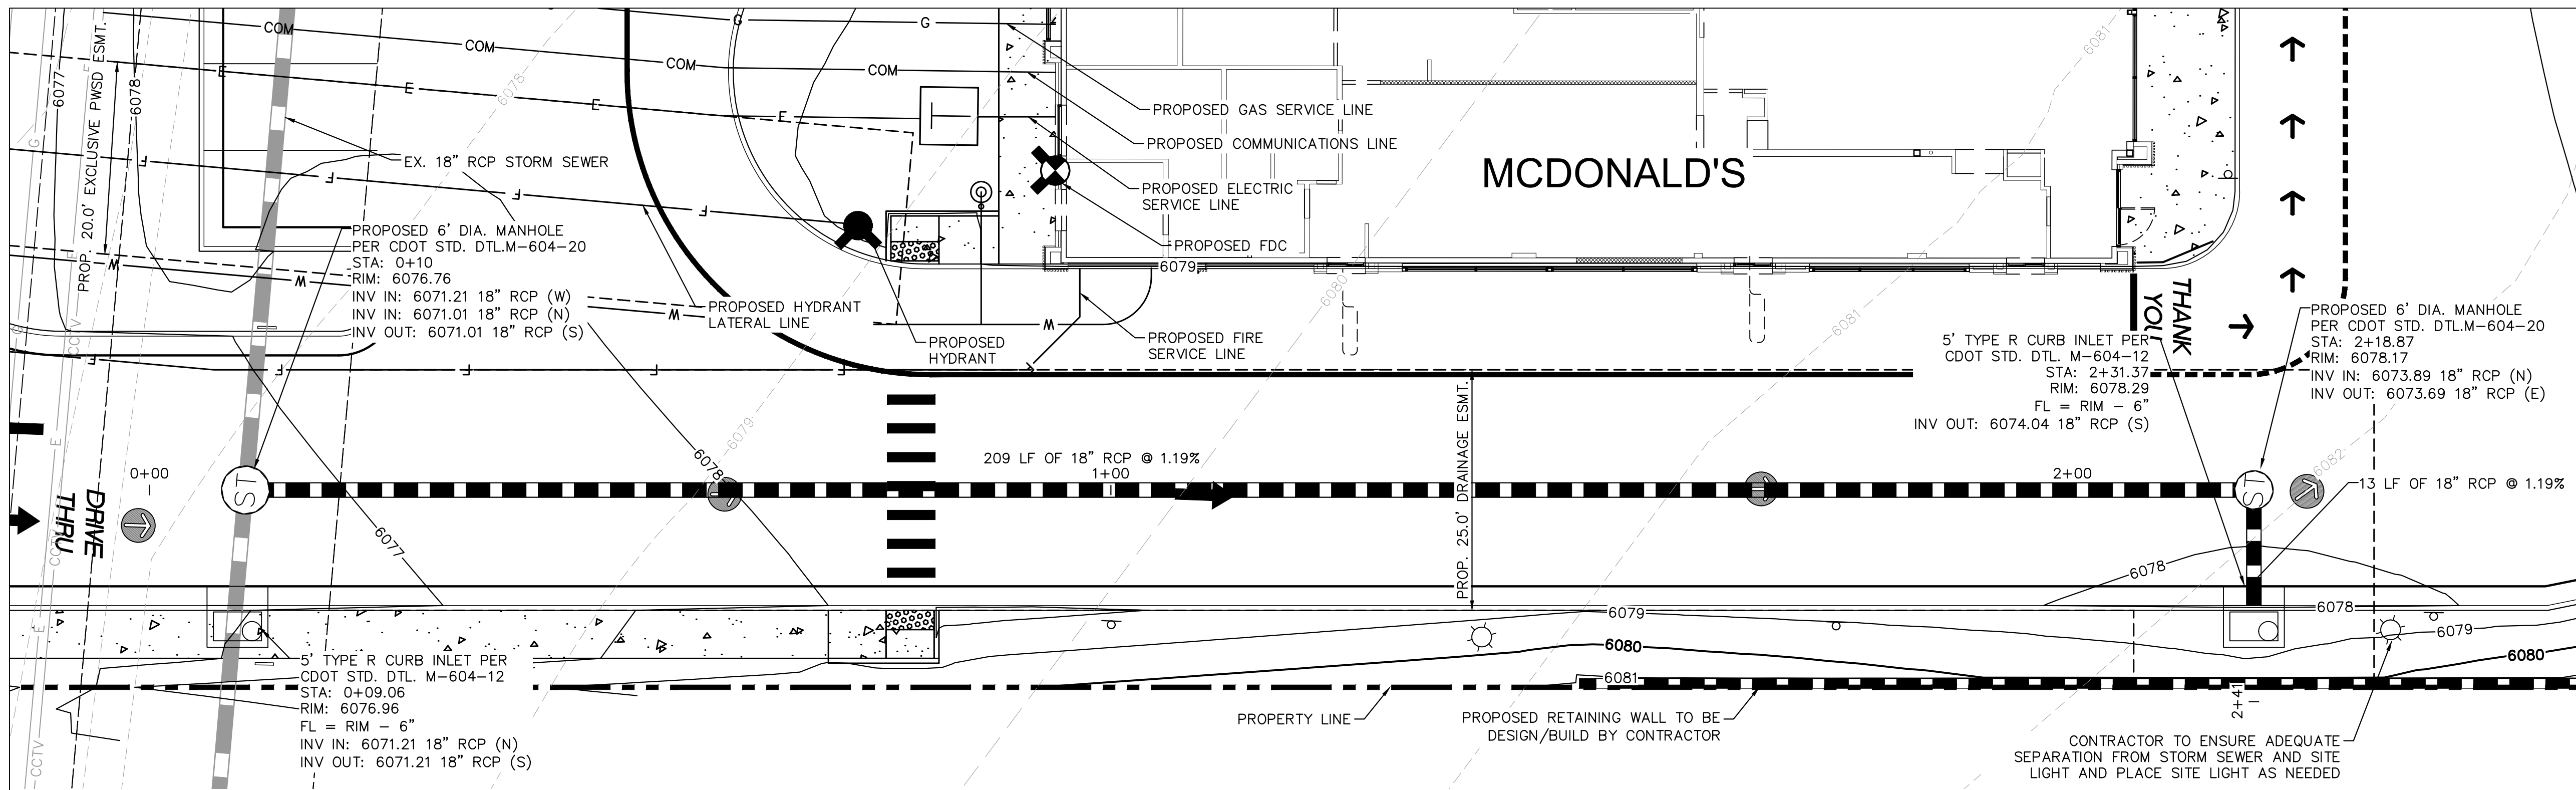 COM
COM
COM
COM
G
G
G
E
E
E
E
6077
PROP. 20.0' EXCLUSIVE PWSD ESMT.
6078
6078
6081
PROPOSED GAS SERVICE LINE
PROPOSED COMMUNICATIONS LINE
EX. 18" RCP STORM SEWER
T
MCDONALD'S
PROPOSED ELECTRIC
SERVICE LINE
PROPOSED FDC
F
F
F
F
W
W
W
W
PROPOSED 6' DIA. MANHOLE
PER CDOT STD. DTL.M-604-20
STA: 0+10
RIM: 6076.76
INV IN: 6071.21 18" RCP (W)
INV IN: 6071.01 18" RCP (N)
INV OUT: 6071.01 18" RCP (S)
PROPOSED HYDRANT
LATERAL LINE
PROPOSED
HYDRANT
PROPOSED FIRE
SERVICE LINE
6079
6080
6081
THANK
YOU
5' TYPE R CURB INLET PER
CDOT STD. DTL. M-604-12
STA: 2+31.37
RIM: 6078.29
FL = RIM - 6"
INV OUT: 6074.04 18" RCP (S)
PROPOSED 6' DIA. MANHOLE
PER CDOT STD. DTL.M-604-20
STA: 2+18.87
RIM: 6078.17
INV IN: 6073.89 18" RCP (N)
INV OUT: 6073.69 18" RCP (E)
CCTV
F
F
F
F
F
F
E
6079
6078
PROP. 25.0' DRAINAGE ESMT.
209 LF OF 18" RCP @ 1.19%
0+00
1+00
2+00
ST
ST
6082
13 LF OF 18" RCP @ 1.19%
DRIVE
THRU
CCTV
6077
6078
6078
6079
6079
6080
6080
6081
E
5' TYPE R CURB INLET PER
CDOT STD. DTL. M-604-12
STA: 0+09.06
RIM: 6076.96
FL = RIM - 6"
INV IN: 6071.21 18" RCP (N)
INV OUT: 6071.21 18" RCP (S)
CCTV
PROPERTY LINE
PROPOSED RETAINING WALL TO BE
DESIGN/BUILD BY CONTRACTOR
2+41
CONTRACTOR TO ENSURE ADEQUATE
SEPARATION FROM STORM SEWER AND SITE
LIGHT AND PLACE SITE LIGHT AS NEEDED